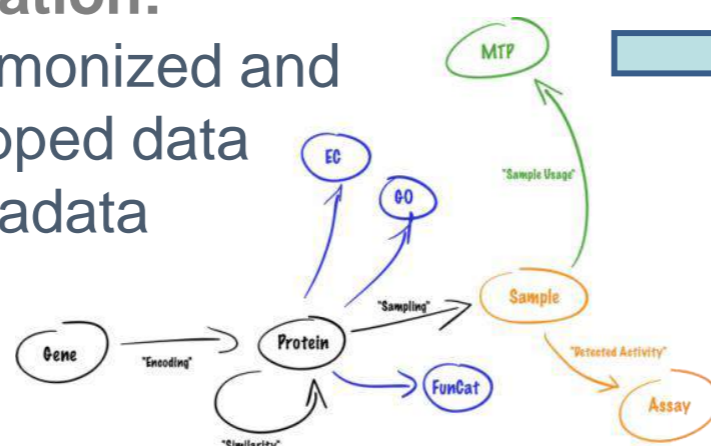 monized and
oped data
adata
MTP
EC
GO
"Sample Usage"
"Sampling"
Sample
Gene
"Encoding"
Protein
"Detected Activity"
FunCat
Assay
"Similarity"